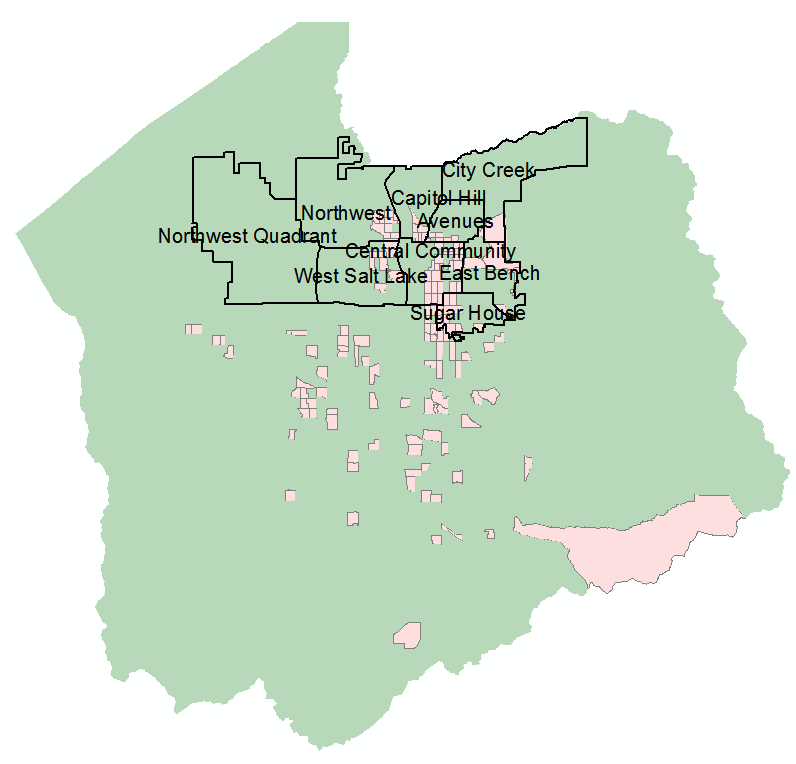 City Creek
Capitol Hill
Northwest
Avenues
Northwest Quadrant
Central Community
West Salt Lake
East Bench
Sugar House